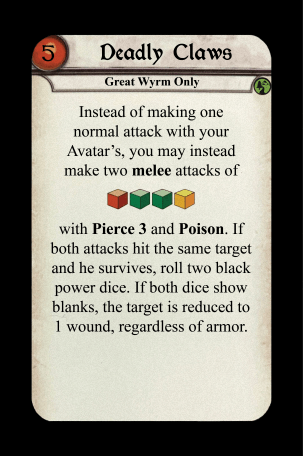 5 Deadly Claws
Great Wyrm Only
Instead of making one
normal attack with your
Avatar's, you may instead
make two melee attacks of
with Pierce 3 and Poison. If
both attacks hit the same target
and he survives, roll two black
power dice. If both dice show
blanks, the target is reduced to
1 wound, regardless of armor.